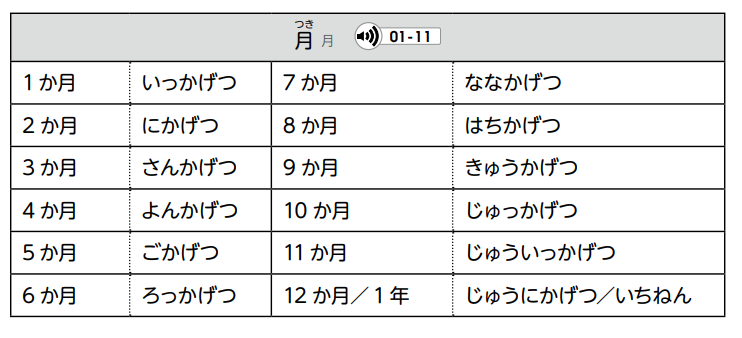 つき
月 月 01-11
1 か月 いっかげつ 7 か月 ななかげつ
2 か月 にかげつ 8 か月 はちかげつ
3 か月 さんかげつ 9 か月 きゅうかげつ
4 か月 よんかげつ 10 か月 じゅっかげつ
5 か月 ごかげつ 11 か月 じゅういっかげつ
6 か月 ろっかげつ 12 か月／ 1 年 じゅうにかげつ／いちねん